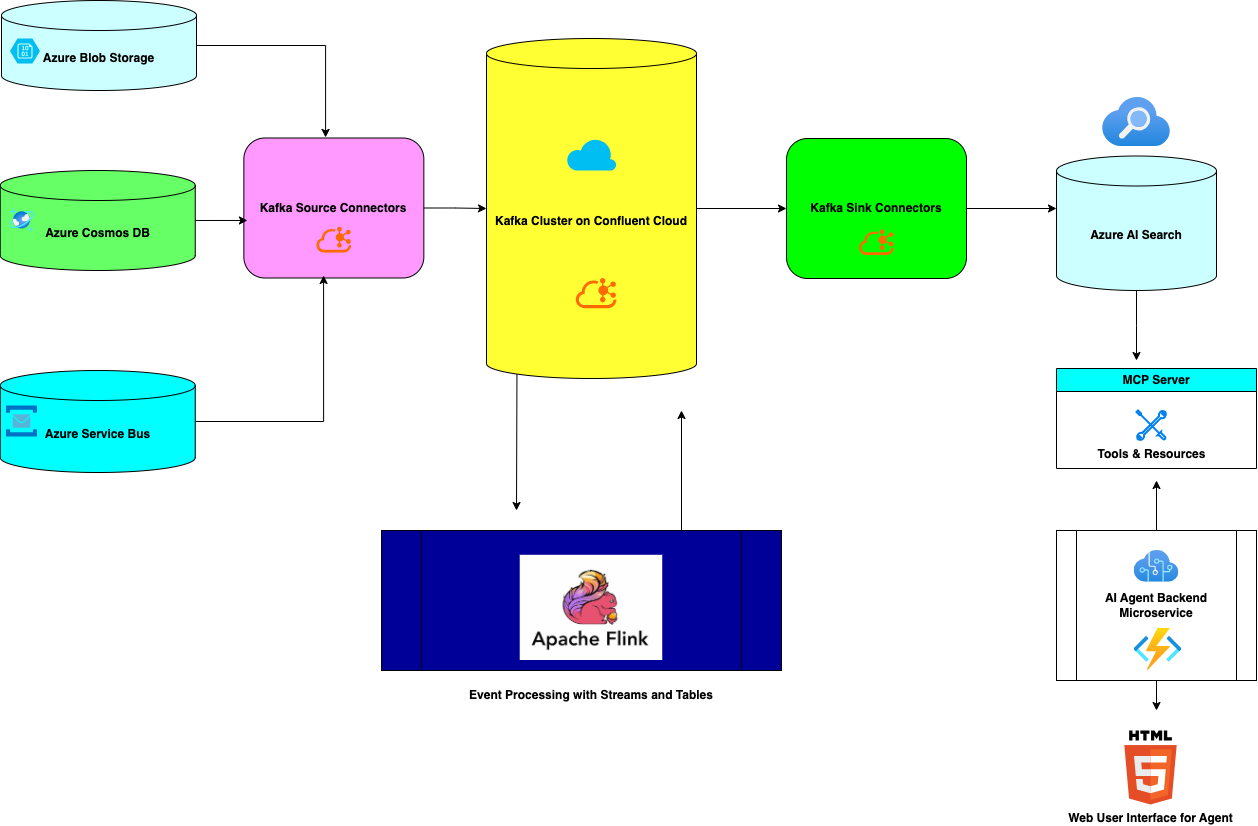 Azure Blob Storage
10
01
Azure Cosmos DB
Azure Service Bus
Kafka Source Connectors
Kafka Cluster on Confluent Cloud
Kafka Sink Connectors
Azure AI Search
MCP Server
Tools & Resources
AI Agent Backend
Microservice
Apache Flink
Event Processing with Streams and Tables
HTML
5
Web User Interface for Agent